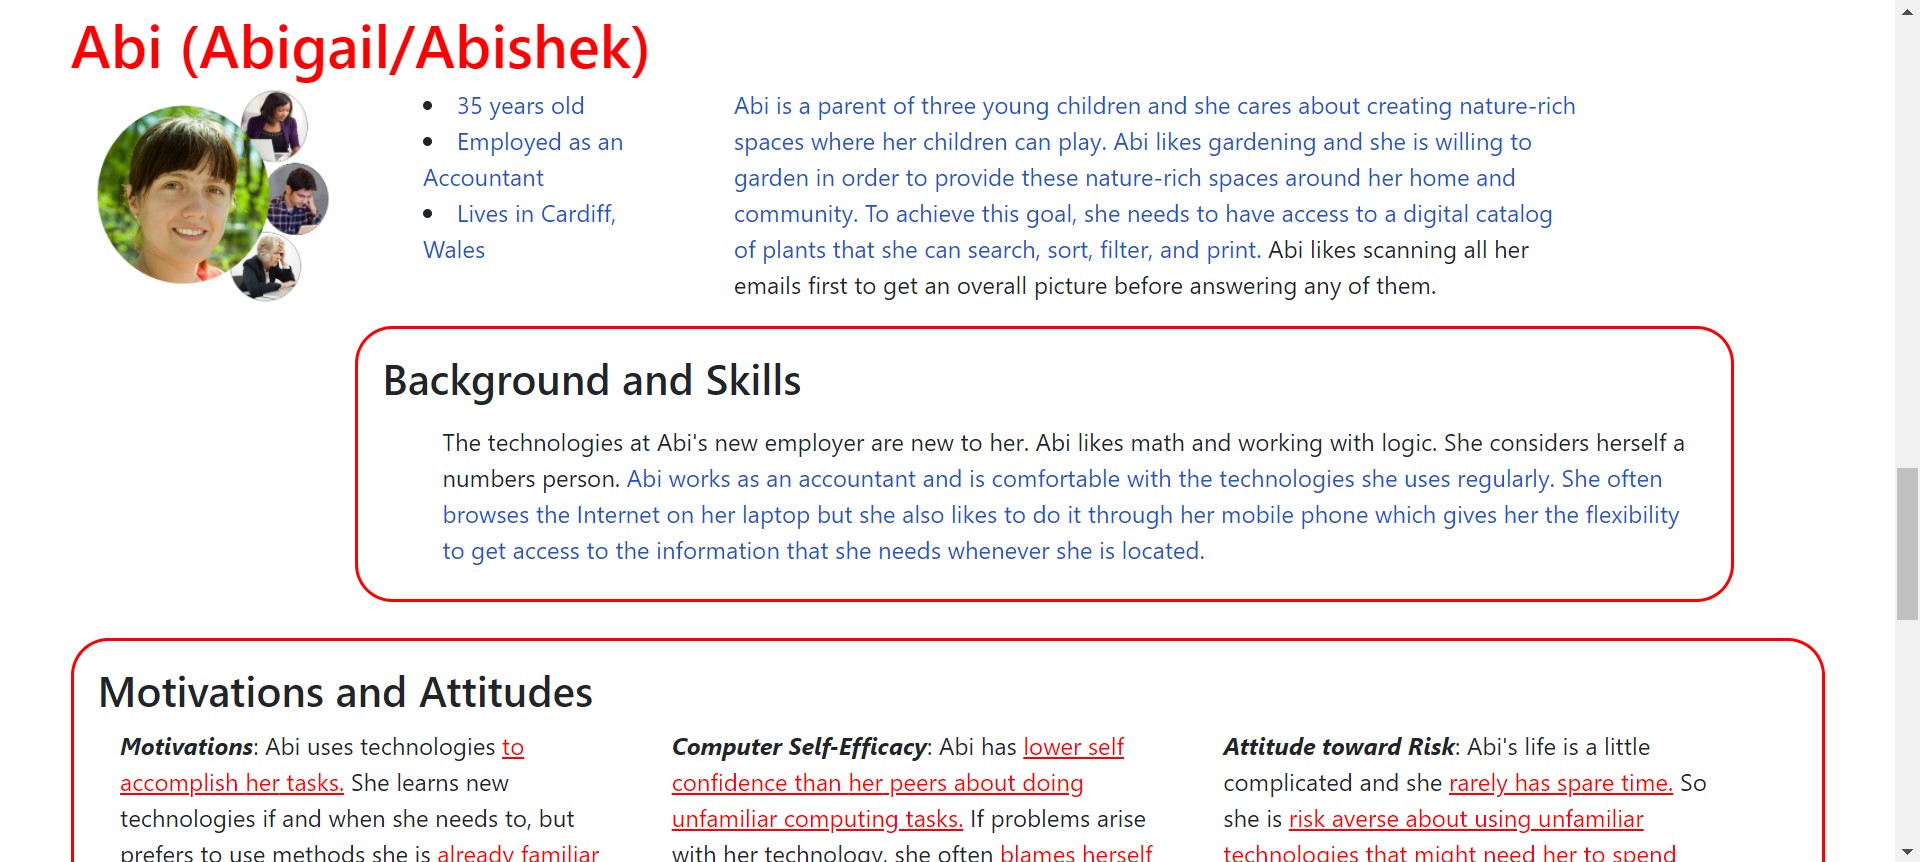 Abi (Abigail/Abishek)
• 35 years old
• Employed as an
Accountant
• Lives in Cardiff,
Wales
Abi is a parent of three young children and she cares about creating nature-rich
spaces where her children can play. Abi likes gardening and she is willing to
garden in order to provide these nature-rich spaces around her home and
community. To achieve this goal, she needs to have access to a digital catalog
of plants that she can search, sort, filter, and print. Abi likes scanning all her
emails first to get an overall picture before answering any of them.
Background and Skills
The technologies at Abi's new employer are new to her. Abi likes math and working with logic. She considers herself a
numbers person. Abi works as an accountant and is comfortable with the technologies she uses regularly. She often
browses the Internet on her laptop but she also likes to do it through her mobile phone which gives her the flexibility
to get access to the information that she needs whenever she is located.
Motivations and Attitudes
Motivations: Abi uses technologies to
accomplish her tasks. She learns new
technologies if and when she needs to, but
prefers to use methods she is already familiar
Computer Self-Efficacy: Abi has lower self
confidence than her peers about doing
unfamiliar computing tasks. If problems arise
with her technology, she often blames herself
Attitude toward Risk: Abi's life is a little
complicated and she rarely has spare time. So
she is risk averse about using unfamiliar
technologies that might need her to spend